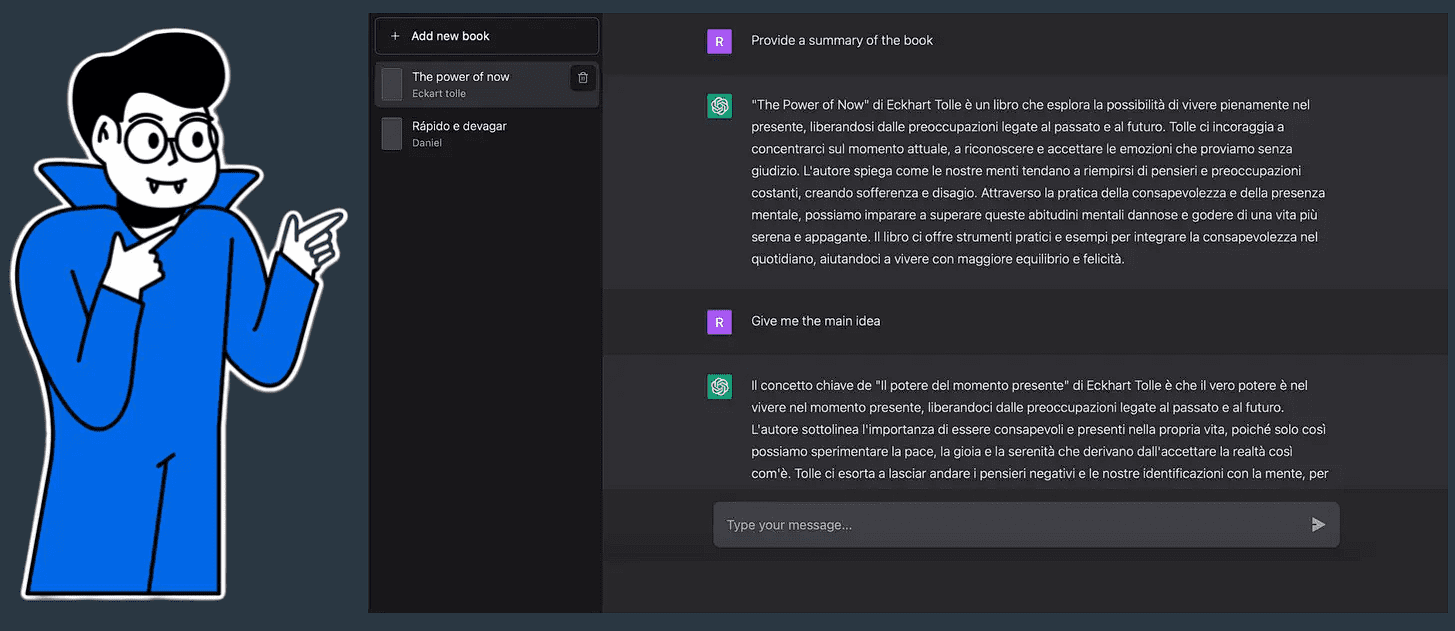 + Add new book
The power of now
Eckart tolle
Rápido e devagar
Daniel
R
Provide a summary of the book
"The Power of Now" di Eckhart Tolle è un libro che esplora la possibilità di vivere pienamente nel
presente, liberandosi dalle preoccupazioni legate al passato e al futuro. Tolle ci incoraggia a
concentrarci sul momento attuale, a riconoscere e accettare le emozioni che proviamo senza
giudizio. L'autore spiega come le nostre menti tendano a riempirsi di pensieri e preoccupazioni
costanti, creando sofferenza e disagio. Attraverso la pratica della consapevolezza e della presenza
mentale, possiamo imparare a superare queste abitudini mentali dannose e godere di una vita più
serena e appagante. Il libro ci offre strumenti pratici e esempi per integrare la consapevolezza nel
quotidiano, aiutandoci a vivere con maggiore equilibrio e felicità.
R
Give me the main idea
Il concetto chiave de "Il potere del momento presente" di Eckhart Tolle è che il vero potere è nel
vivere nel momento presente, liberandoci dalle preoccupazioni legate al passato e al futuro.
L'autore sottolinea l'importanza di essere consapevoli e presenti nella propria vita, poiché solo così
possiamo sperimentare la pace, la gioia e la serenità che derivano dall'accettare la realtà così
com'è. Tolle ci esorta a lasciar andare i pensieri negativi e le nostre identificazioni con la mente, per
Type your message...